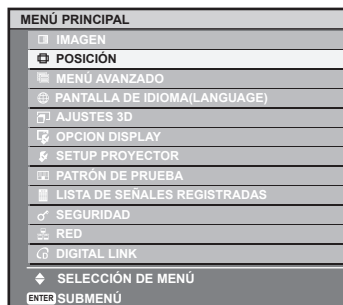 MENÚ PRINCIPAL
IMAGEN
POSICIÓN
MENÚ AVANZADO
PANTALLA DE IDIOMA(LANGUAGE)
AJUSTES 3D
OPCION DISPLAY
SETUP PROYECTOR
PATRÓN DE PRUEBA
LISTA DE SEÑALES REGISTRADAS
SEGURIDAD
RED
DIGITAL LINK
SELECCIÓN DE MENÚ
ENTER SUBMENÚ